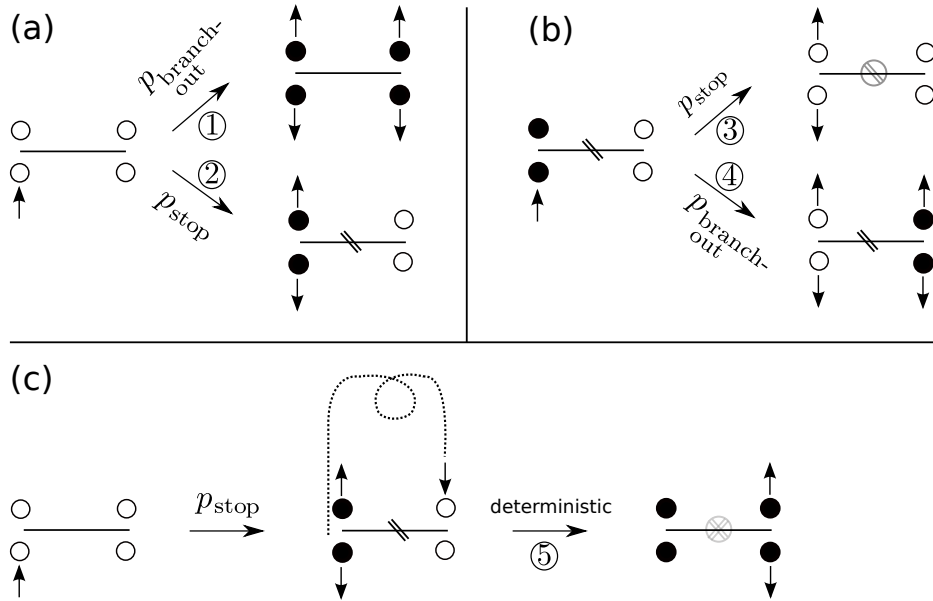 (a)
p_branch-
out
①
②
p_stop
(b)
p_stop
③
④
p_branch-
out
(c)
p_stop
deterministic
⑤